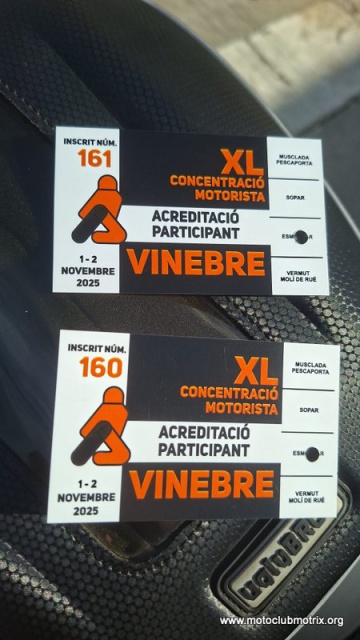 INSCRIT NÚM.
161
XL
CONCENTRACIÓ
MOTORISTA
ACREDITACIÓ
PARTICIPANT
1 - 2
NOVEMBRE
2025
VINEBRE
MUSCLADA
PESCAPORTA
SOPAR
VERMUT
MOLÍ DE RUÉ
INSCRIT NÚM.
160
XL
CONCENTRACIÓ
MOTORISTA
ACREDITACIÓ
PARTICIPANT
1 - 2
NOVEMBRE
2025
VINEBRE
MUSCLADA
PESCAPORTA
SOPAR
VERMUT
MOLÍ DE RUÉ
www.motoclubmotrix.org